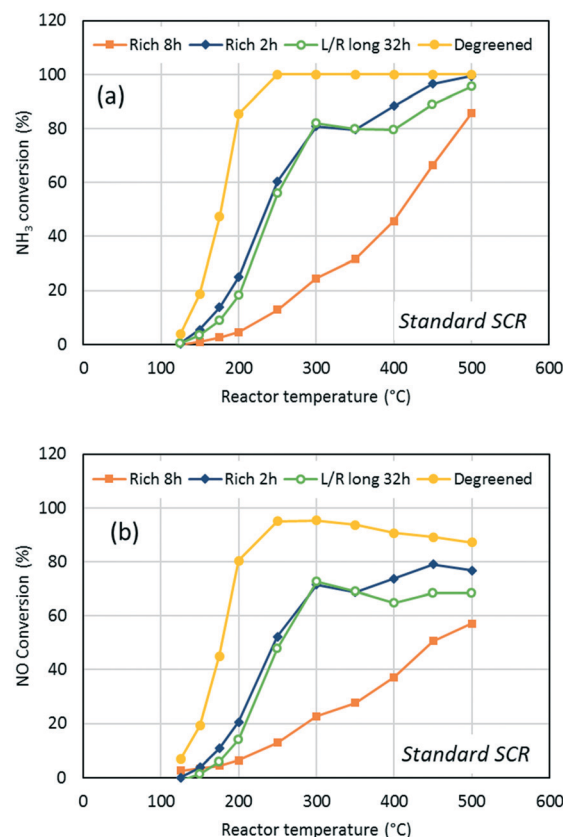 Rich 8h Rich 2h L/R long 32h Degreened
120
100
80
60
40
20
0
(a)
NH₃ conversion (%)
Standard SCR
0 100 200 300 400 500 600
Reactor temperature (°C)
Rich 8h Rich 2h L/R long 32h Degreened
120
100
80
60
40
20
0
(b)
NO Conversion (%)
Standard SCR
0 100 200 300 400 500 600
Reactor temperature (°C)